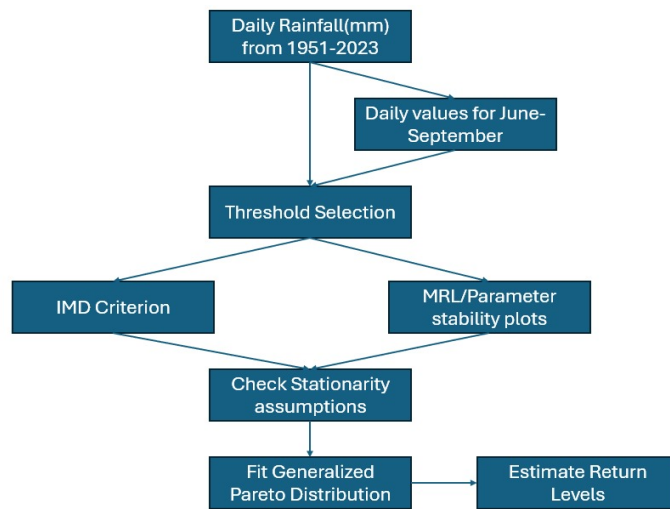 Daily Rainfall(mm)
from 1951-2023
Daily values for June-
September
Threshold Selection
IMD Criterion
MRL/Parameter
stability plots
Check Stationarity
assumptions
Fit Generalized
Pareto Distribution
Estimate Return
Levels